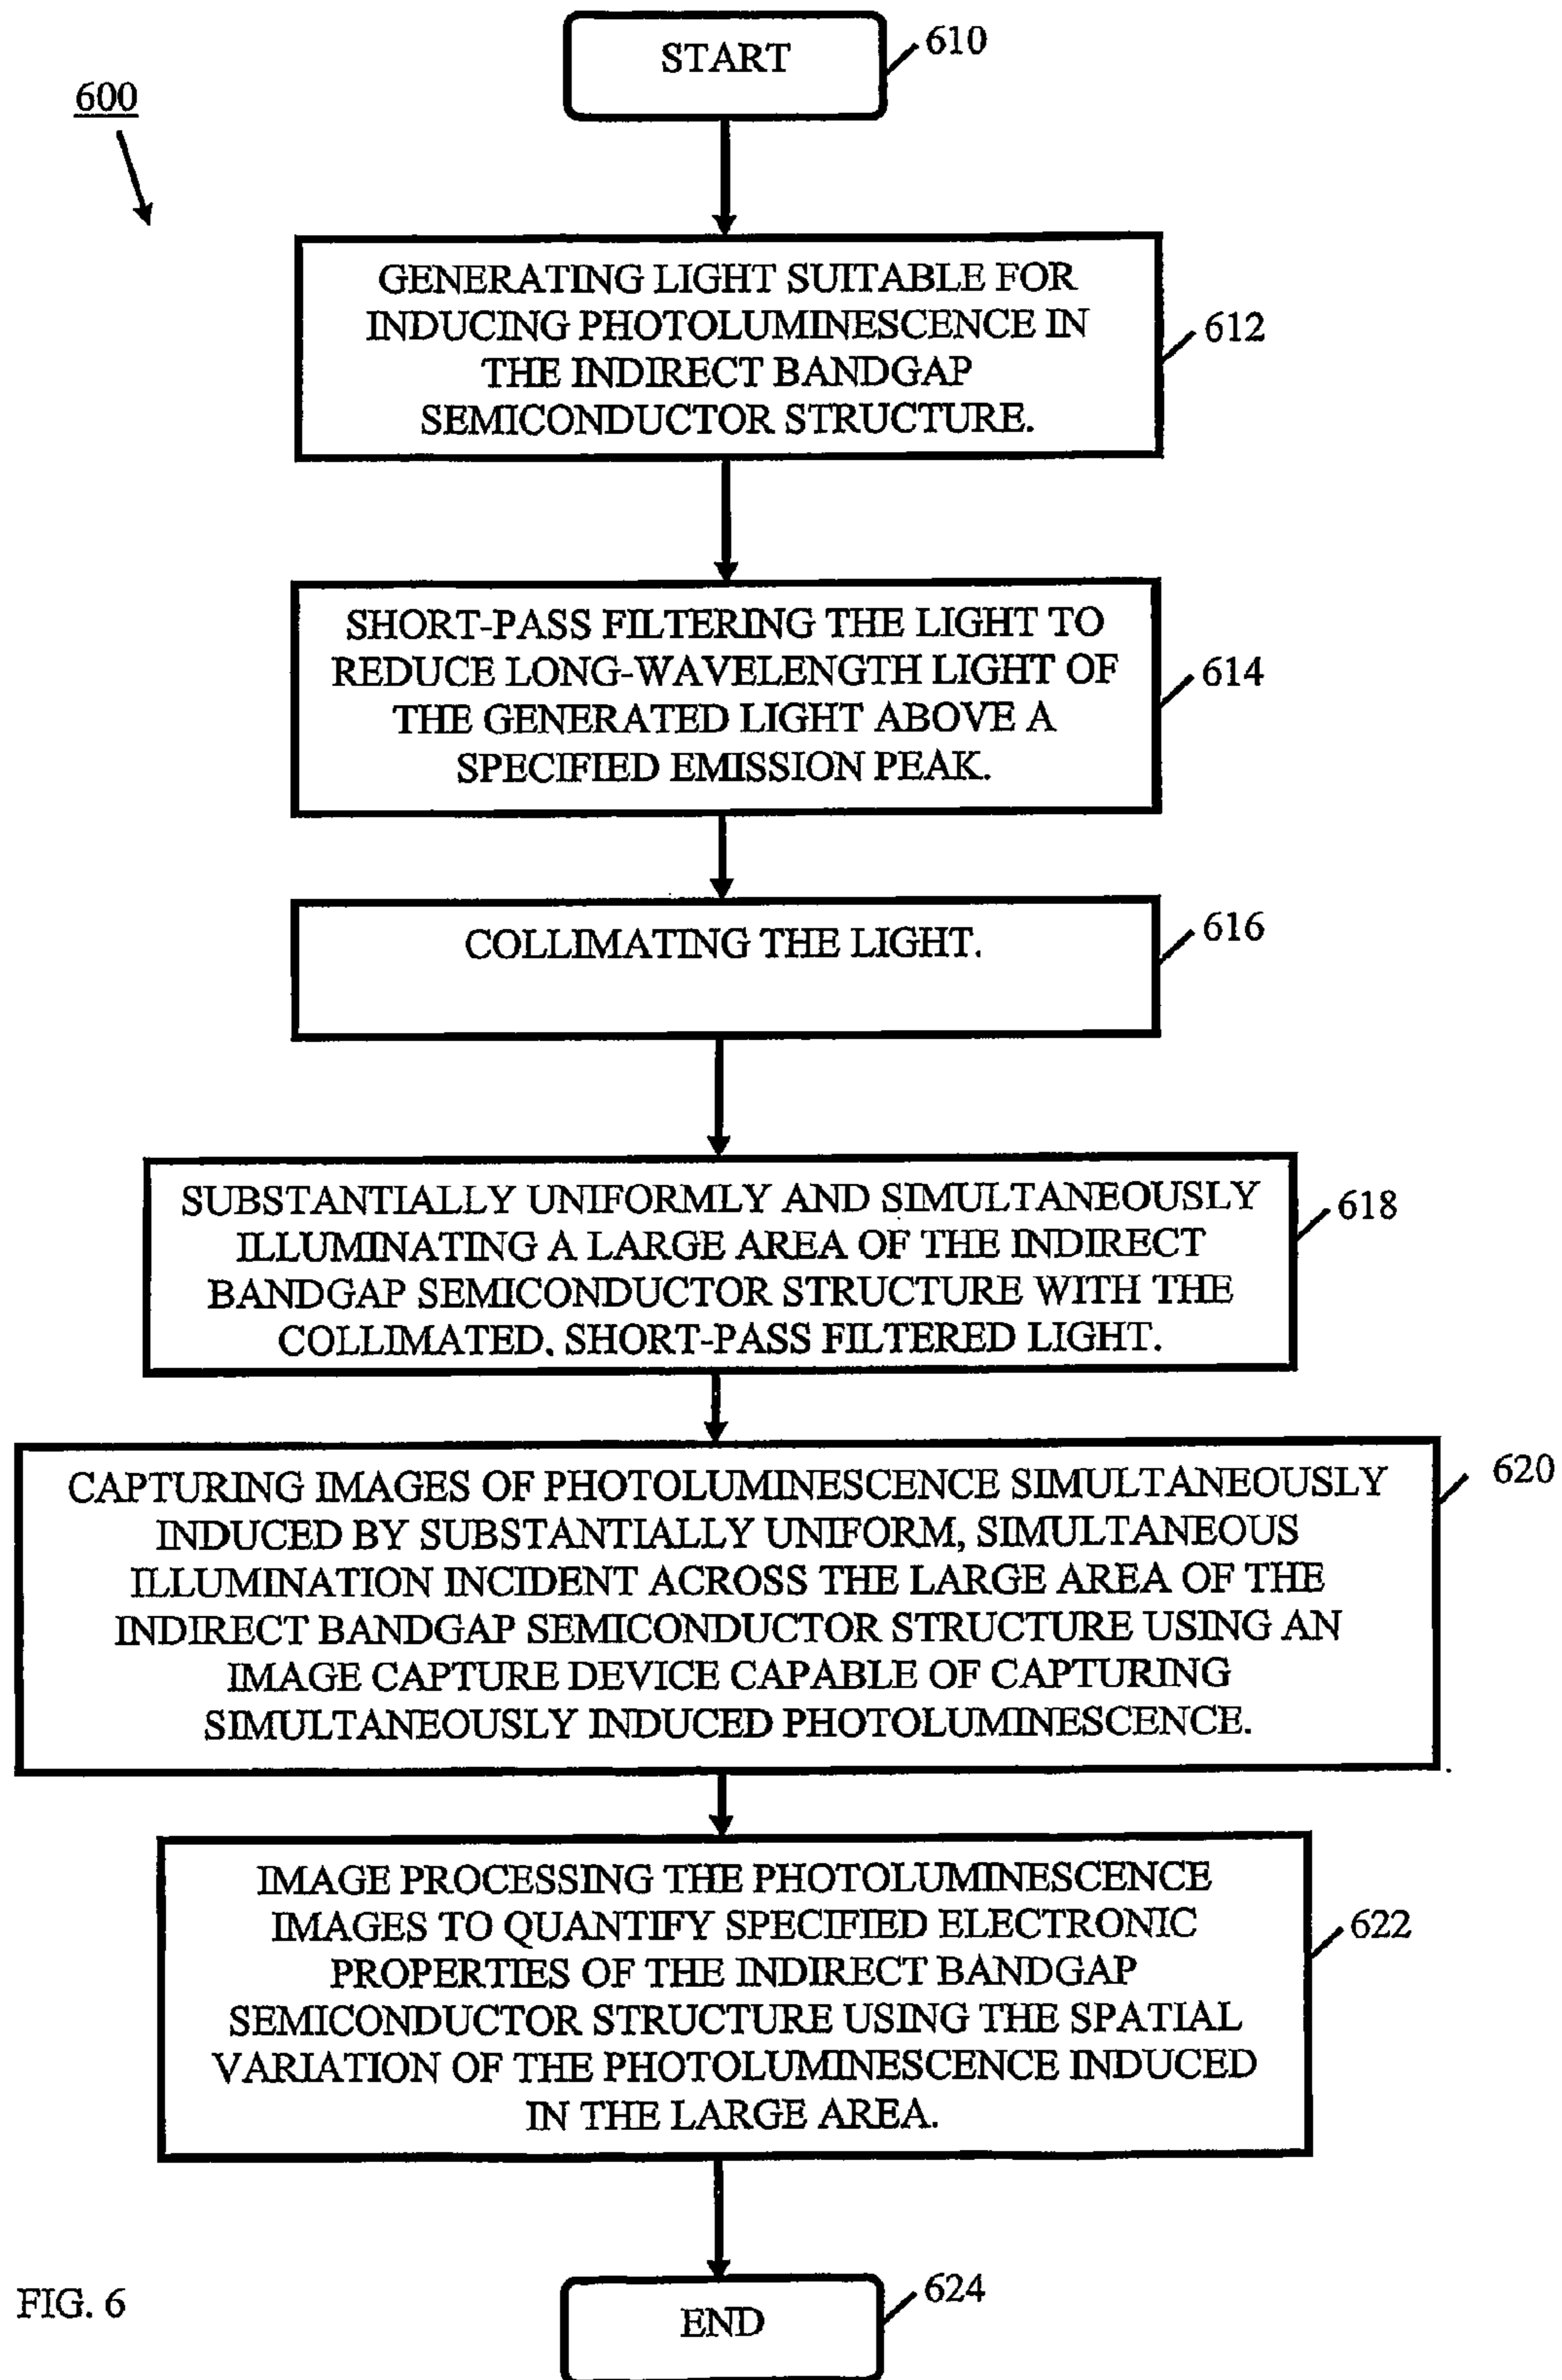 START
610
600
GENERATING LIGHT SUITABLE FOR
INDUCING PHOTOLUMINESCENCE IN
THE INDIRECT BANDGAP
SEMICONDUCTOR STRUCTURE.
612
SHORT-PASS FILTERING THE LIGHT TO
REDUCE LONG-WAVELENGTH LIGHT OF
THE GENERATED LIGHT ABOVE A
SPECIFIED EMISSION PEAK.
614
COLLIMATING THE LIGHT.
616
SUBSTANTIALLY UNIFORMLY AND SIMULTANEOUSLY
ILLUMINATING A LARGE AREA OF THE INDIRECT
BANDGAP SEMICONDUCTOR STRUCTURE WITH THE
COLLIMATED, SHORT-PASS FILTERED LIGHT.
618
CAPTURING IMAGES OF PHOTOLUMINESCENCE SIMULTANEOUSLY
INDUCED BY SUBSTANTIALLY UNIFORM, SIMULTANEOUS
ILLUMINATION INCIDENT ACROSS THE LARGE AREA OF THE
INDIRECT BANDGAP SEMICONDUCTOR STRUCTURE USING AN
IMAGE CAPTURE DEVICE CAPABLE OF CAPTURING
SIMULTANEOUSLY INDUCED PHOTOLUMINESCENCE.
620
IMAGE PROCESSING THE PHOTOLUMINESCENCE
IMAGES TO QUANTIFY SPECIFIED ELECTRONIC
PROPERTIES OF THE INDIRECT BANDGAP
SEMICONDUCTOR STRUCTURE USING THE SPATIAL
VARIATION OF THE PHOTOLUMINESCENCE INDUCED
IN THE LARGE AREA.
622
END
624
FIG. 6